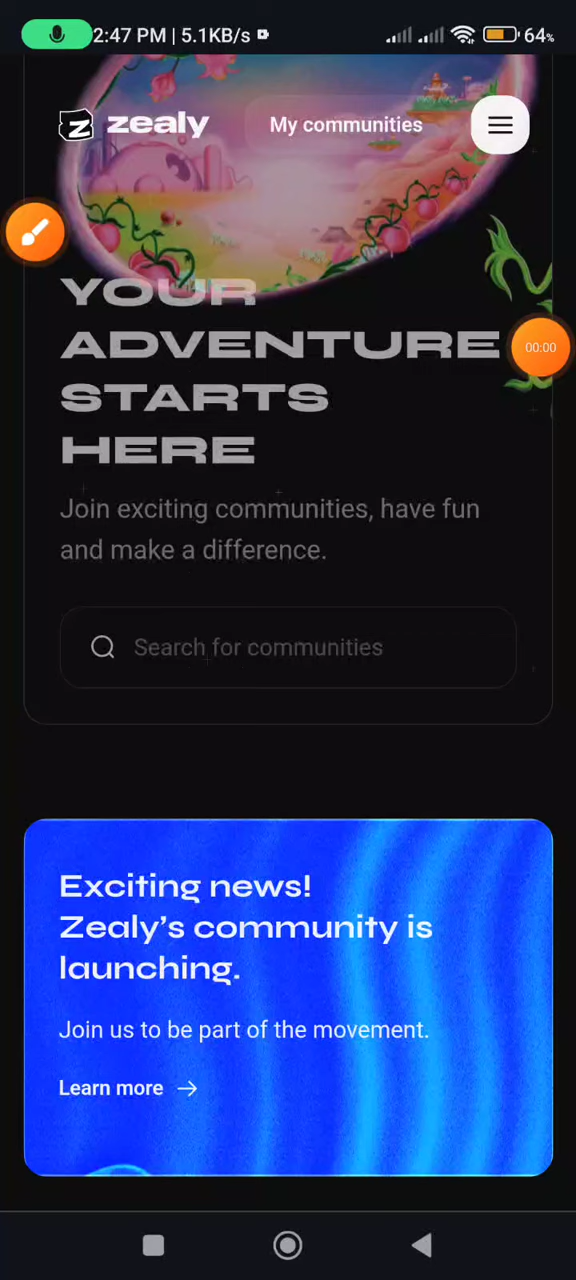 2:47 PM | 5.1KB/s 64%
zealy My communities
YOUR
ADVENTURE
00:00
STARTS
HERE
Join exciting communities, have fun
and make a difference.
Search for communities
Exciting news!
Zealy's community is
launching.
Join us to be part of the movement.
Learn more →